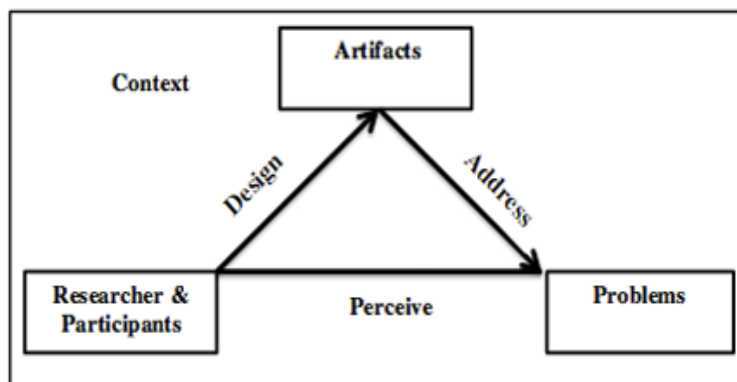 Artifacts
Context
Design
Address
Researcher &
Participants
Perceive
Problems